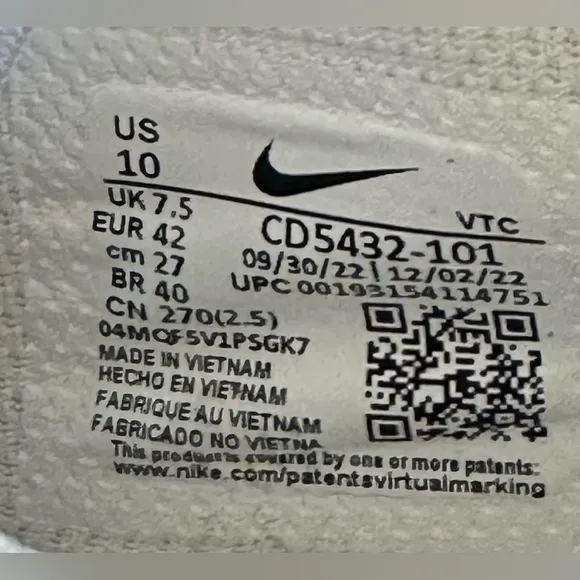 US
10
UK 7,5
EUR 42
cm 27
BR 40
CN 270(2.5)
VTC
CD5432-101
09/30/22 | 12/02/22
UPC 00193154114751
04MQF5V1PSGK7
MADE IN VIETNAM
HECHO EN VIETNAM
FABRIQUE AU VIETNAM
FABRICADO NO VIETNA
This product is covered by one or more patents:
www.nike.com/patentsvirtualmarking